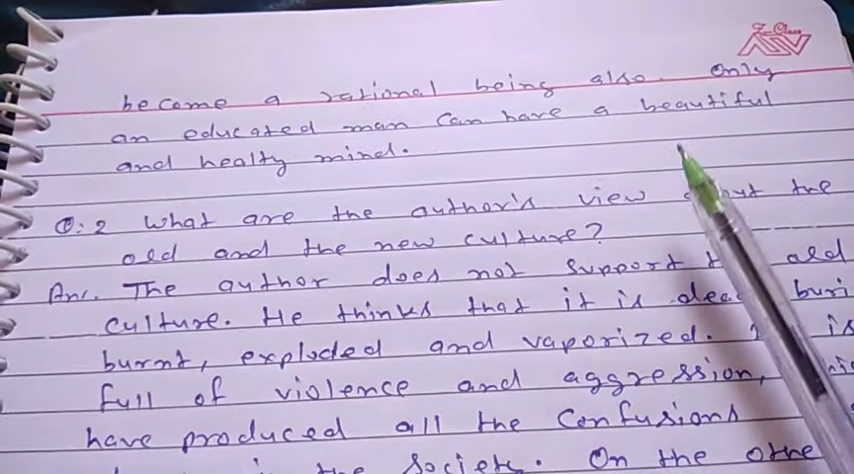 become a rational being also. Only
an educated man can have a beautiful
and healty mind.
Q:2 What are the author's view the
old and the new culture?
Ans. The author does not support old
culture. He thinks that it is
burnt, exploded and vaporized. is
full of violence and aggression,
have produced all the confusions
the society. On the